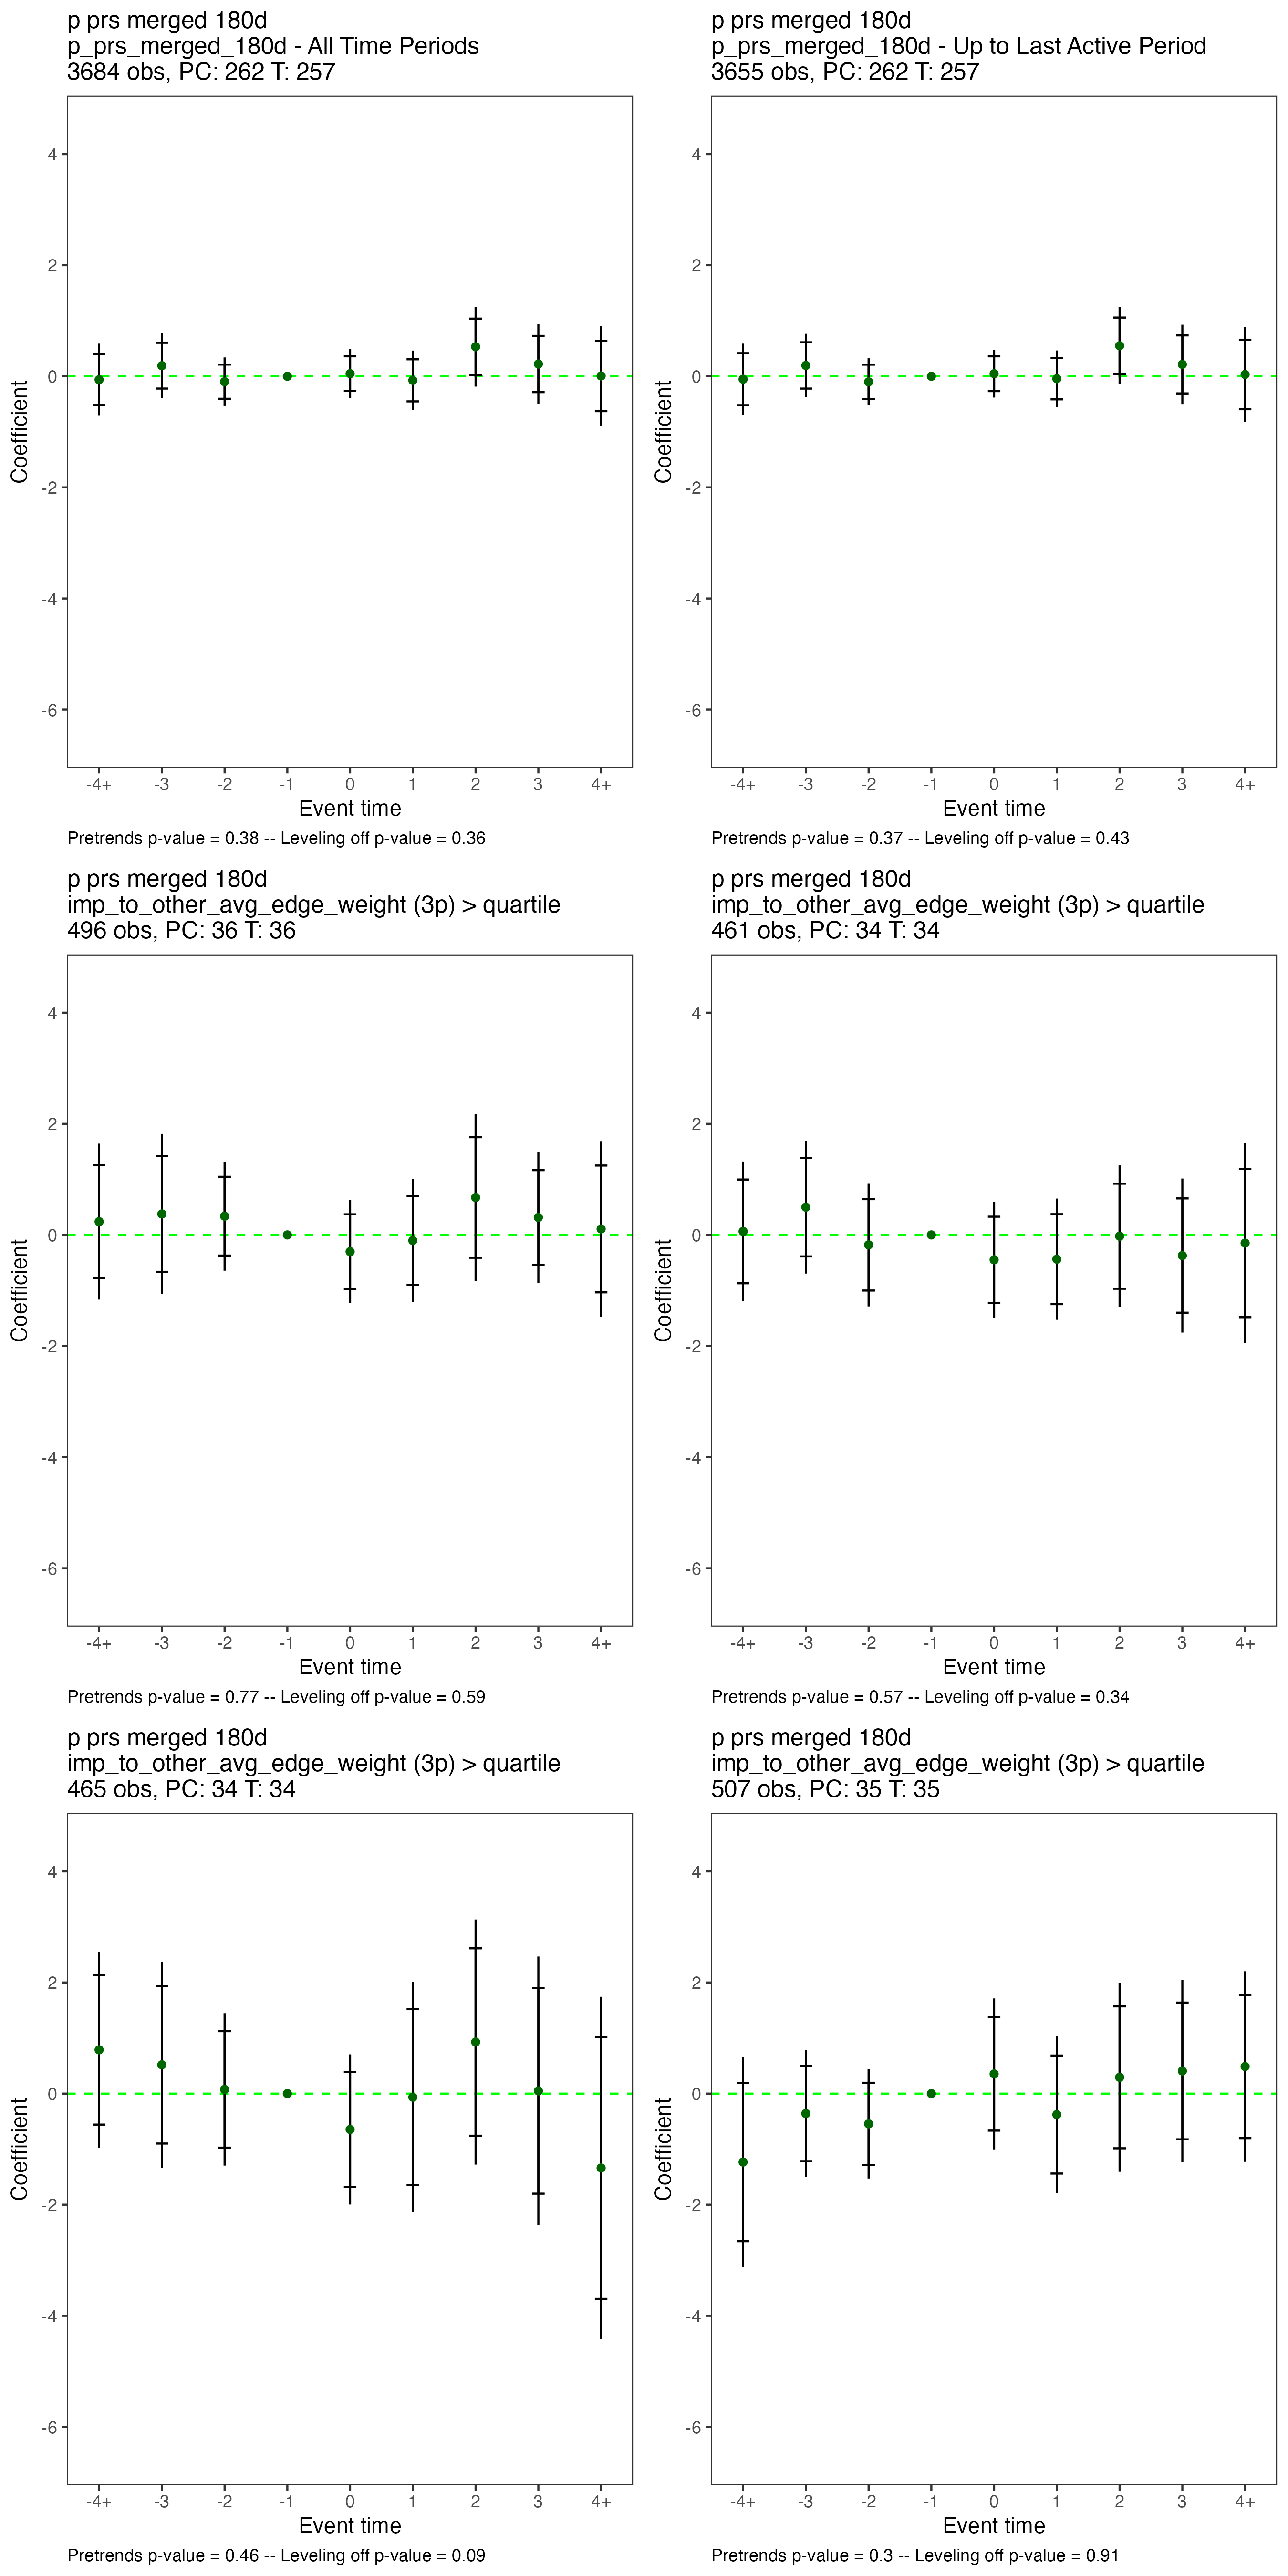 p prs merged 180d
p_prs_merged_180d - All Time Periods
3684 obs, PC: 262 T: 257
4
2
0
-2
-4
-6
Coefficient
-4+ -3 -2 -1 0 1 2 3 4+
Event time
Pretrends p-value = 0.38 -- Leveling off p-value = 0.36
p prs merged 180d
p_prs_merged_180d - Up to Last Active Period
3655 obs, PC: 262 T: 257
4
2
0
-2
-4
-6
Coefficient
-4+ -3 -2 -1 0 1 2 3 4+
Event time
Pretrends p-value = 0.37 -- Leveling off p-value = 0.43
p prs merged 180d
imp_to_other_avg_edge_weight (3p) > quartile
496 obs, PC: 36 T: 36
4
2
0
-2
-4
-6
Coefficient
-4+ -3 -2 -1 0 1 2 3 4+
Event time
Pretrends p-value = 0.77 -- Leveling off p-value = 0.59
p prs merged 180d
imp_to_other_avg_edge_weight (3p) > quartile
461 obs, PC: 34 T: 34
4
2
0
-2
-4
-6
Coefficient
-4+ -3 -2 -1 0 1 2 3 4+
Event time
Pretrends p-value = 0.57 -- Leveling off p-value = 0.34
p prs merged 180d
imp_to_other_avg_edge_weight (3p) > quartile
465 obs, PC: 34 T: 34
4
2
0
-2
-4
-6
Coefficient
-4+ -3 -2 -1 0 1 2 3 4+
Event time
Pretrends p-value = 0.46 -- Leveling off p-value = 0.09
p prs merged 180d
imp_to_other_avg_edge_weight (3p) > quartile
507 obs, PC: 35 T: 35
4
2
0
-2
-4
-6
Coefficient
-4+ -3 -2 -1 0 1 2 3 4+
Event time
Pretrends p-value = 0.3 -- Leveling off p-value = 0.91